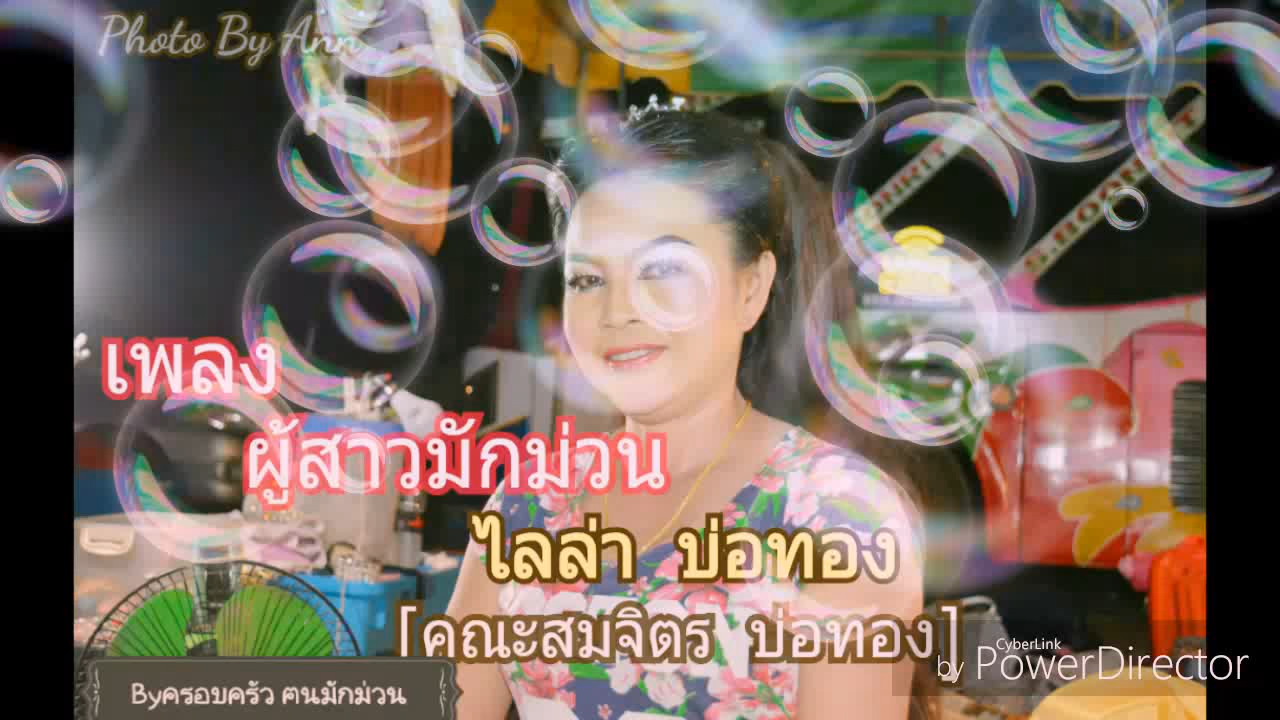 Photo By Ann
เพลง
ผู้สาวมักม่วน
ไลล่า บ่อทอง
[คณะสมจิตร บ่อทอง]
CyberLink
by PowerDirector
Byครอบครัว ฅนมักม่วน